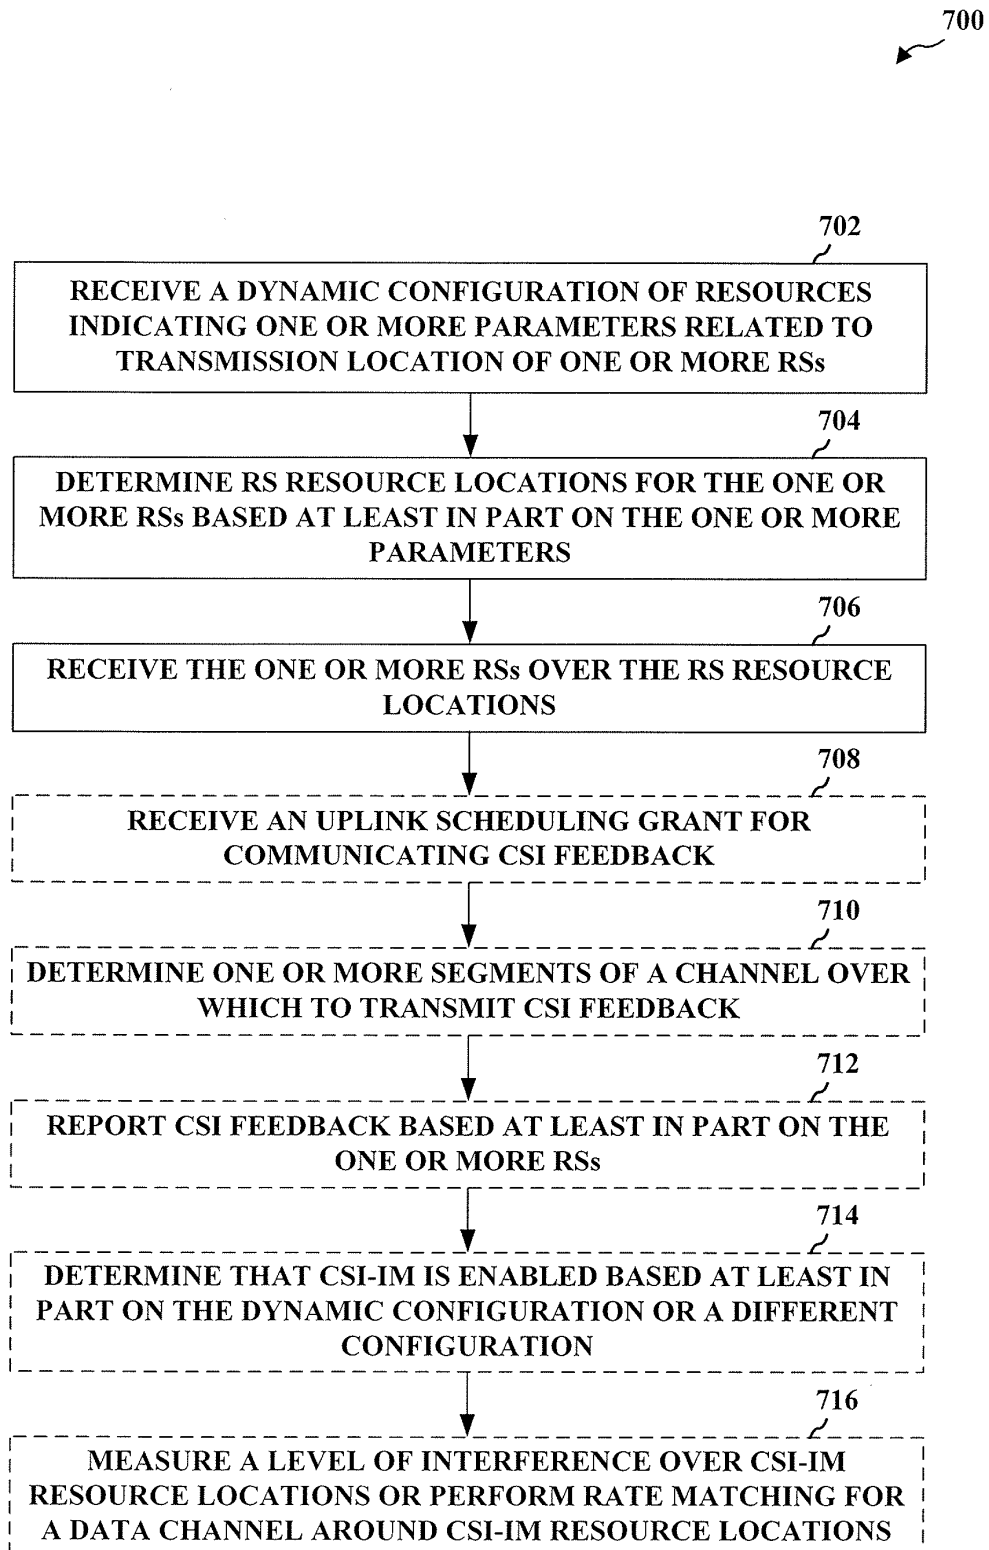 700
702
RECEIVE A DYNAMIC CONFIGURATION OF RESOURCES
INDICATING ONE OR MORE PARAMETERS RELATED TO
TRANSMISSION LOCATION OF ONE OR MORE RSs
704
DETERMINE RS RESOURCE LOCATIONS FOR THE ONE OR
MORE RSs BASED AT LEAST IN PART ON THE ONE OR MORE
PARAMETERS
706
RECEIVE THE ONE OR MORE RSs OVER THE RS RESOURCE
LOCATIONS
708
RECEIVE AN UPLINK SCHEDULING GRANT FOR
COMMUNICATING CSI FEEDBACK
710
DETERMINE ONE OR MORE SEGMENTS OF A CHANNEL OVER
WHICH TO TRANSMIT CSI FEEDBACK
712
REPORT CSI FEEDBACK BASED AT LEAST IN PART ON THE
ONE OR MORE RSs
714
DETERMINE THAT CSI-IM IS ENABLED BASED AT LEAST IN
PART ON THE DYNAMIC CONFIGURATION OR A DIFFERENT
CONFIGURATION
716
MEASURE A LEVEL OF INTERFERENCE OVER CSI-IM
RESOURCE LOCATIONS OR PERFORM RATE MATCHING FOR
A DATA CHANNEL AROUND CSI-IM RESOURCE LOCATIONS